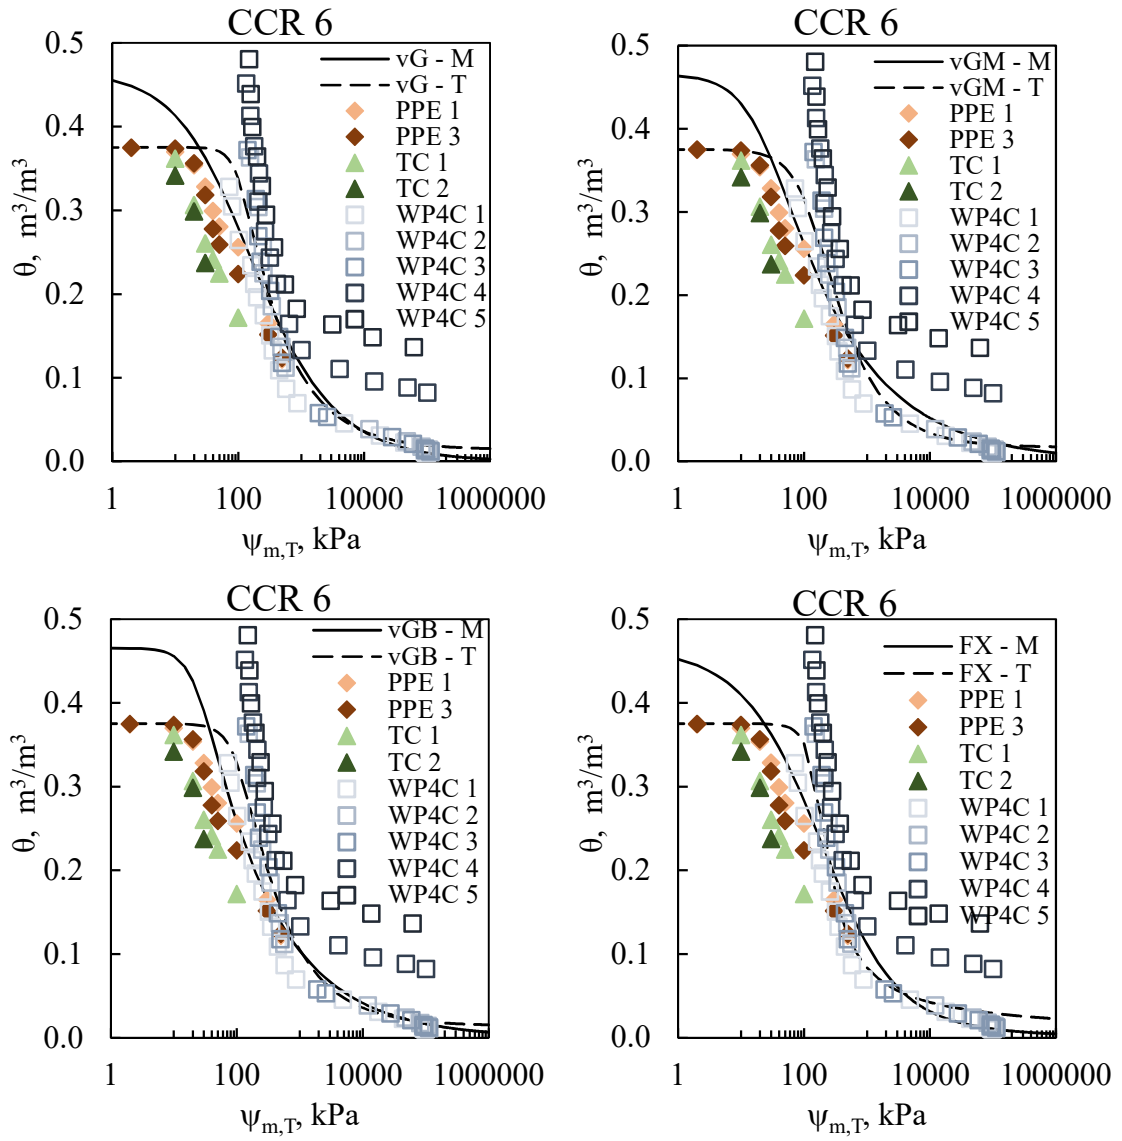 CCR 6
0.5
0.4
0.3
0.2
0.1
0.0
θ, m³/m³
vG - M
vG - T
PPE 1
PPE 3
TC 1
TC 2
WP4C 1
WP4C 2
WP4C 3
WP4C 4
WP4C 5
1 100 10000 1000000
ψm,T, kPa
CCR 6
0.5
0.4
0.3
0.2
0.1
0.0
θ, m³/m³
vGM - M
vGM - T
PPE 1
PPE 3
TC 1
TC 2
WP4C 1
WP4C 2
WP4C 3
WP4C 4
WP4C 5
1 100 10000 1000000
ψm,T, kPa
CCR 6
0.5
0.4
0.3
0.2
0.1
0.0
θ, m³/m³
vGB - M
vGB - T
PPE 1
PPE 3
TC 1
TC 2
WP4C 1
WP4C 2
WP4C 3
WP4C 4
WP4C 5
1 100 10000 1000000
ψm,T, kPa
CCR 6
0.5
0.4
0.3
0.2
0.1
0.0
θ, m³/m³
FX - M
FX - T
PPE 1
PPE 3
TC 1
TC 2
WP4C 1
WP4C 2
WP4C 3
WP4C 4
WP4C 5
1 100 10000 1000000
ψm,T, kPa